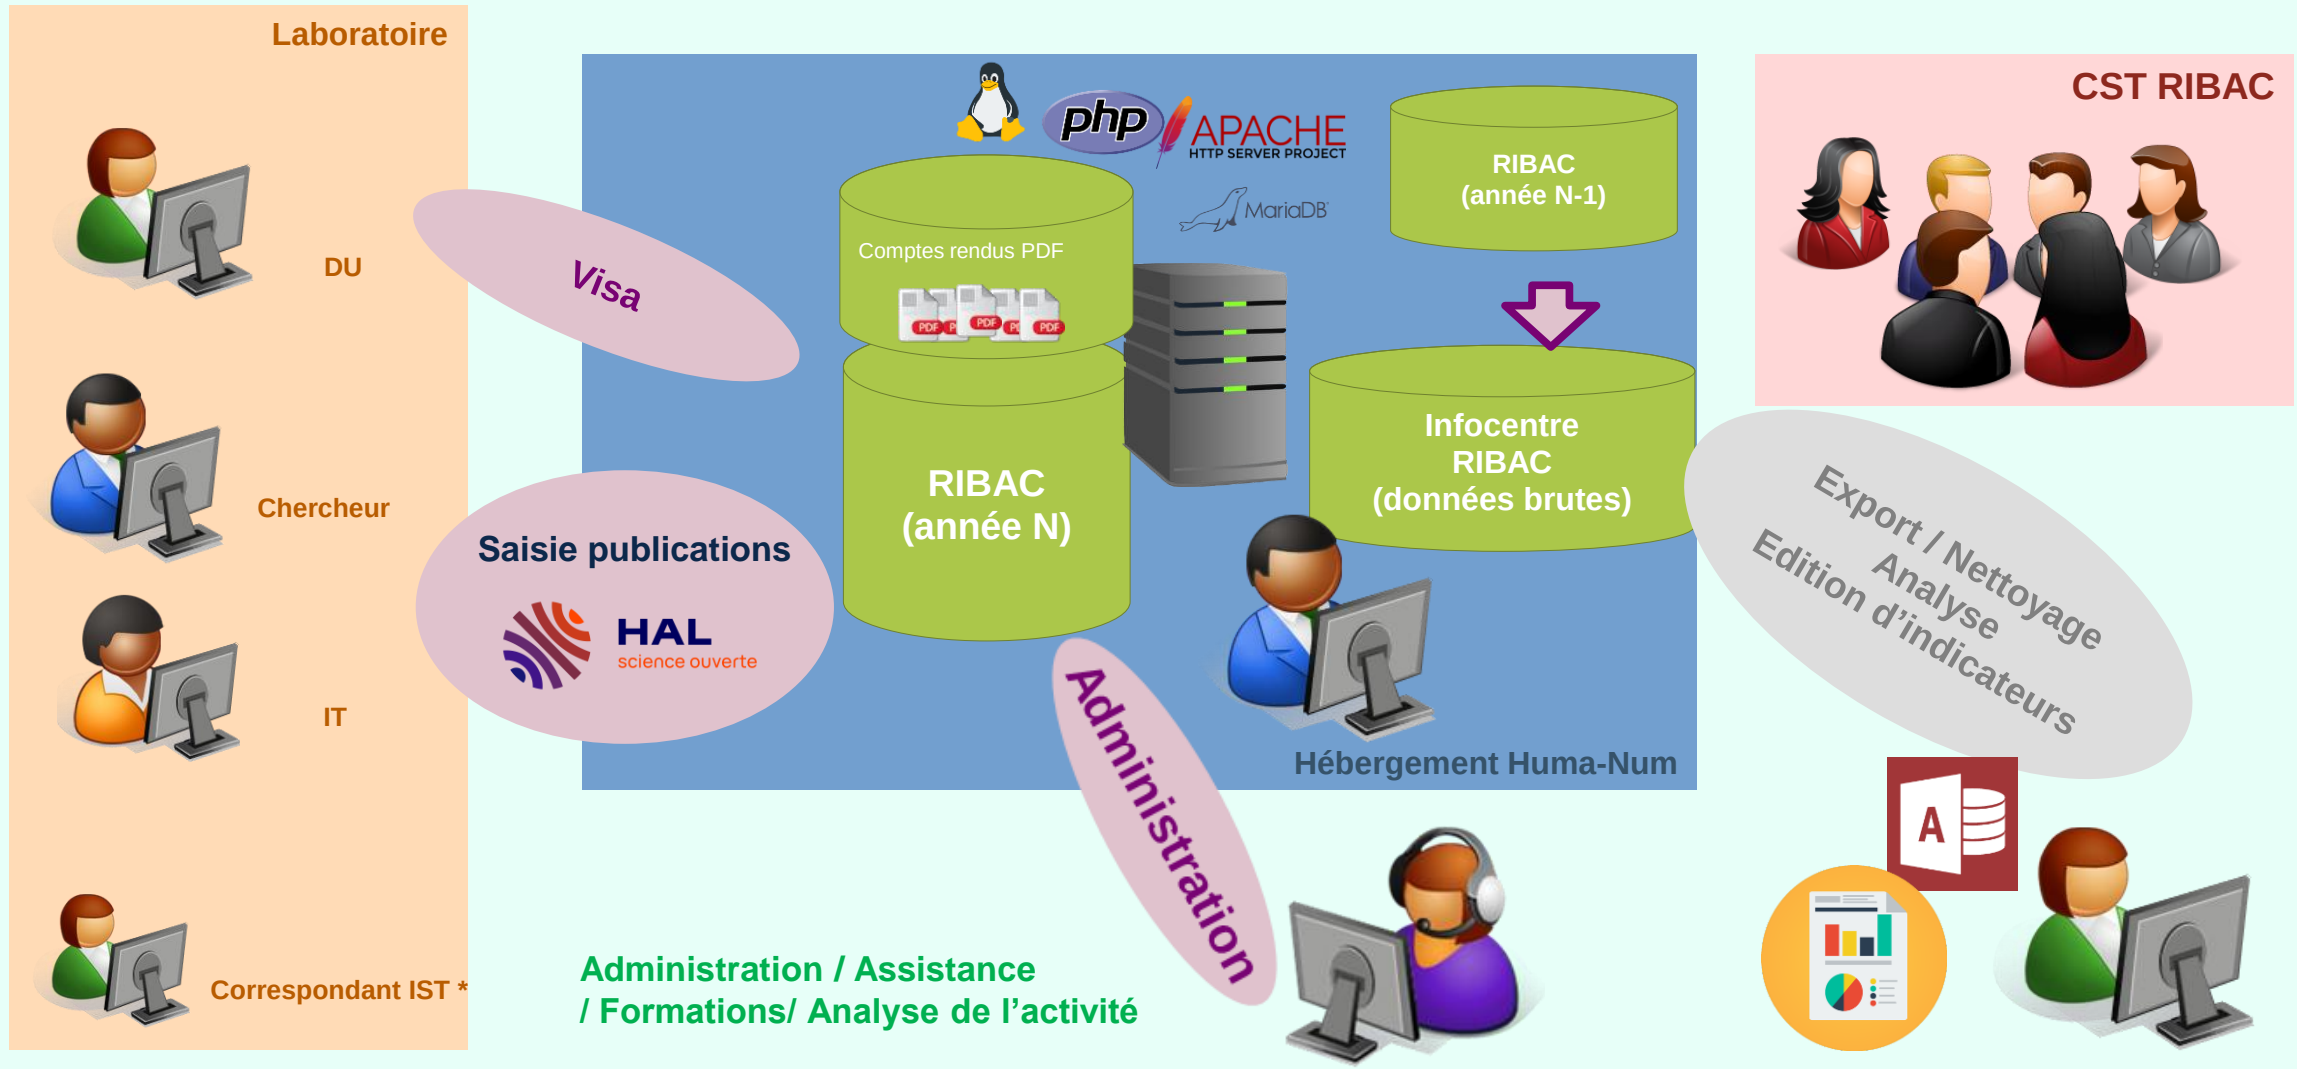 Laboratoire
DU
Chercheur
IT
Correspondant IST *
Visa
Saisie publications
HAL
science ouverte
php
APACHE
HTTP SERVER PROJECT
MariaDB
Comptes rendus PDF
PDF
P
PDF
PI
PDF
RIBAC
(année N)
RIBAC
(année N-1)
Infocentre
RIBAC
(données brutes)
Hébergement Huma-Num
Administration
Administration / Assistance
/ Formations/ Analyse de l’activité
CST RIBAC
Export / Nettoyage
Analyse
Edition d’indicateurs
A